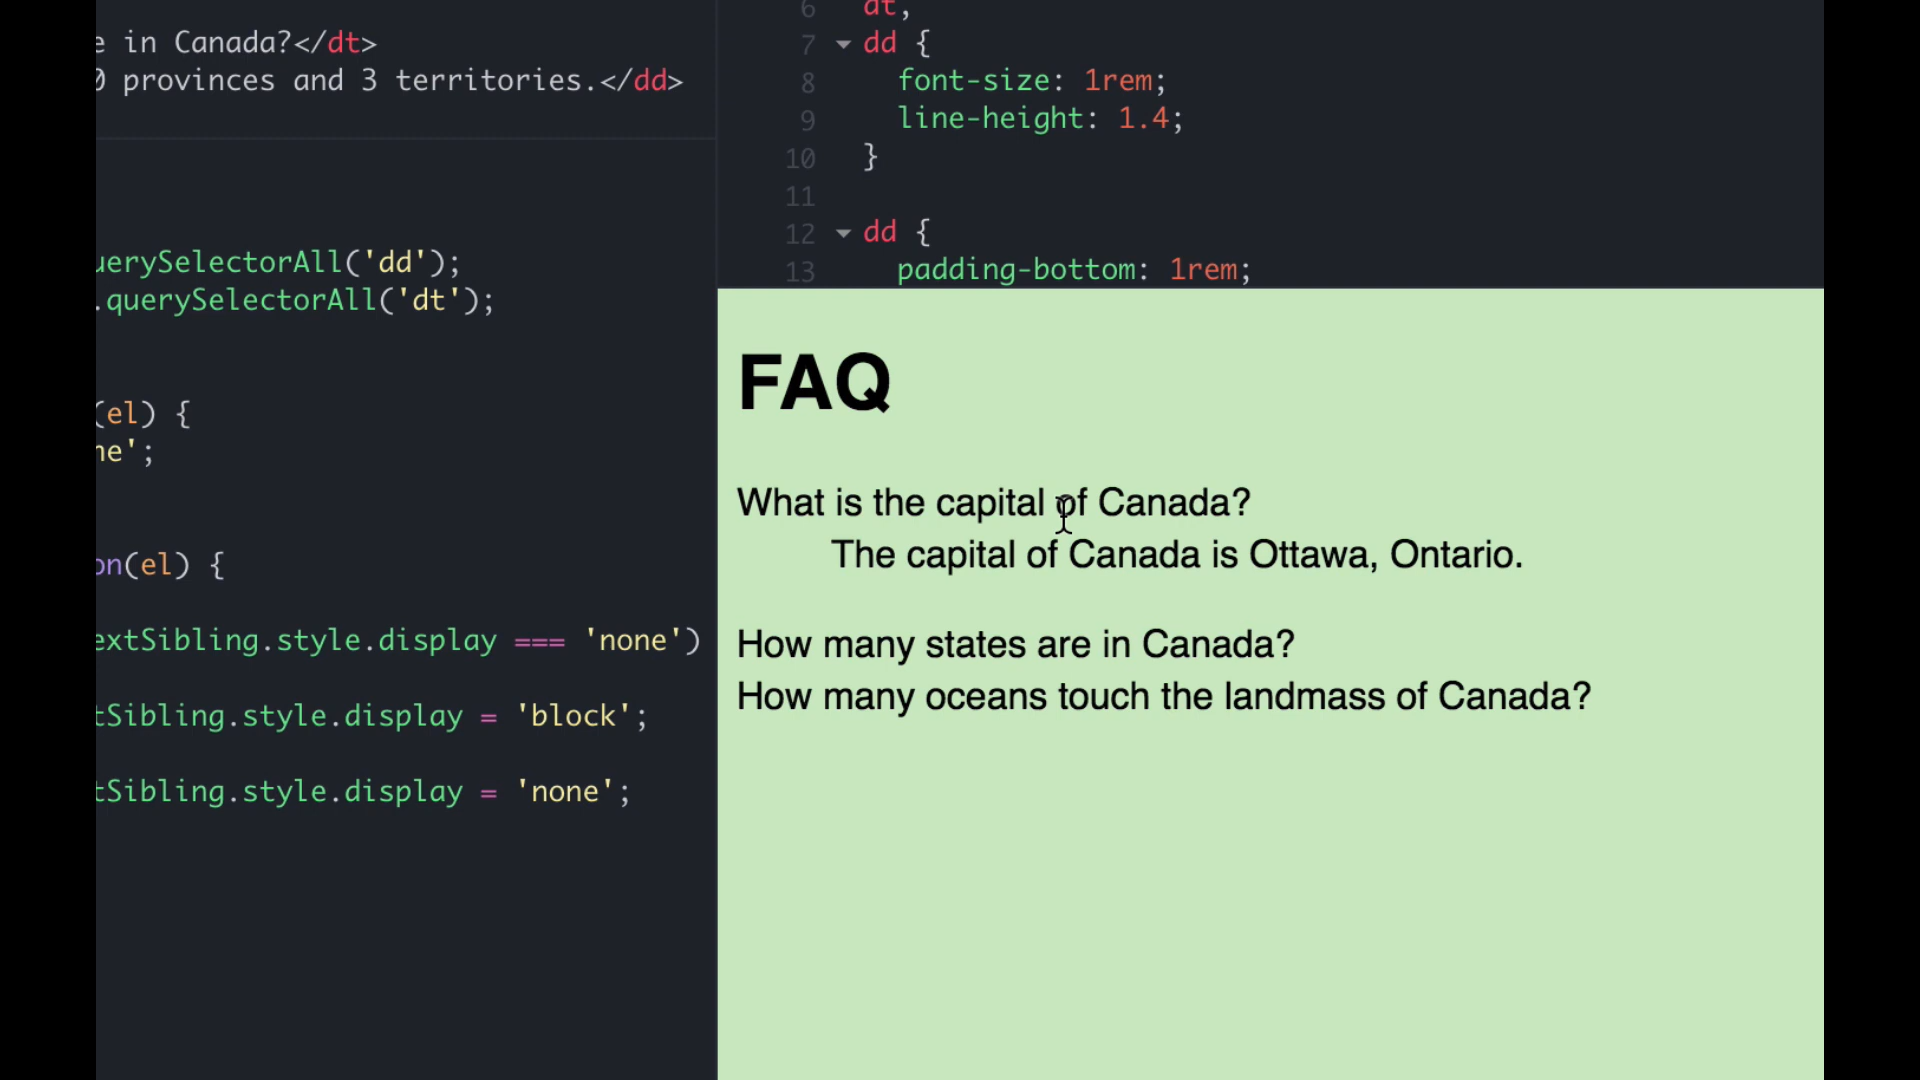 e in Canada?</dt>
0 provinces and 3 territories.</dd>
uerySelectorAll('dd');
.querySelectorAll('dt');
(el) {
ne';
on(el) {
extSibling.style.display === 'none')
tSibling.style.display = 'block';
tSibling.style.display = 'none';
6 dt,
7 dd {
8 font-size: 1rem;
9 line-height: 1.4;
10 }
11
12 dd {
13 padding-bottom: 1rem;
FAQ
What is the capital of Canada?
The capital of Canada is Ottawa, Ontario.
How many states are in Canada?
How many oceans touch the landmass of Canada?